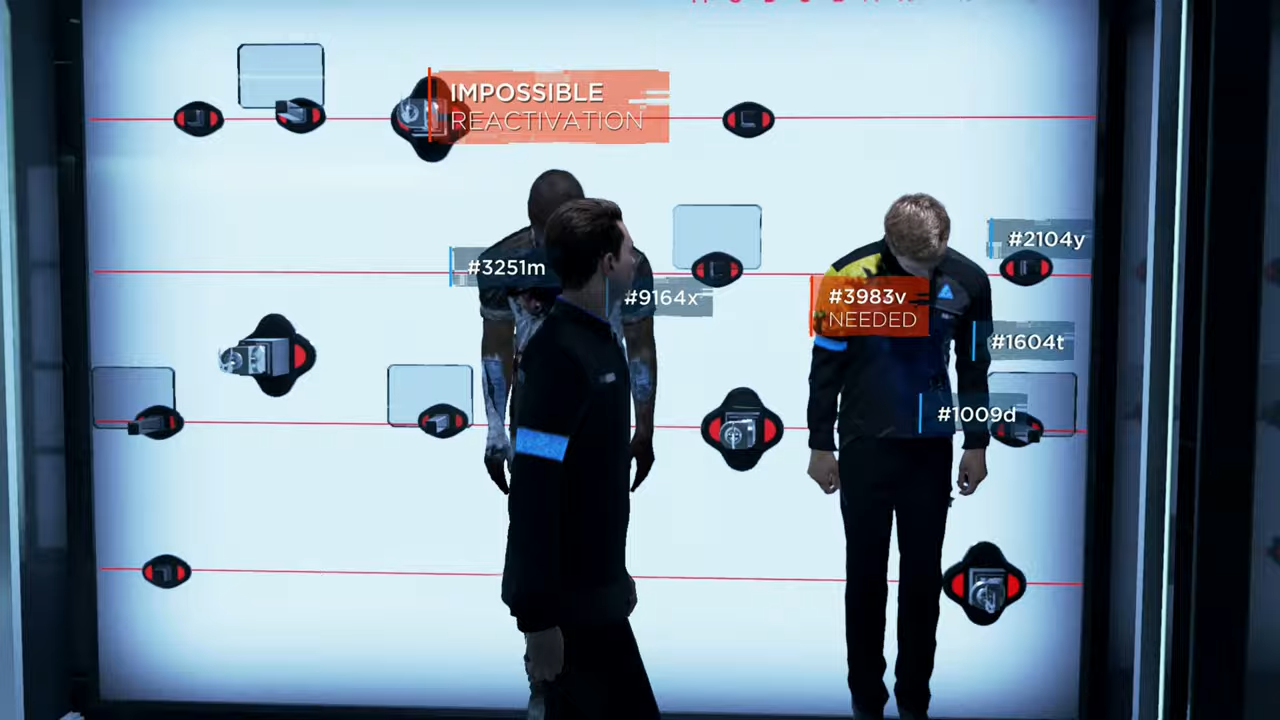 IMPOSSIBLE
REACTIVATION
#2104y
#3251m
#9164x
#3983v
NEEDED
#1604t
#1009d